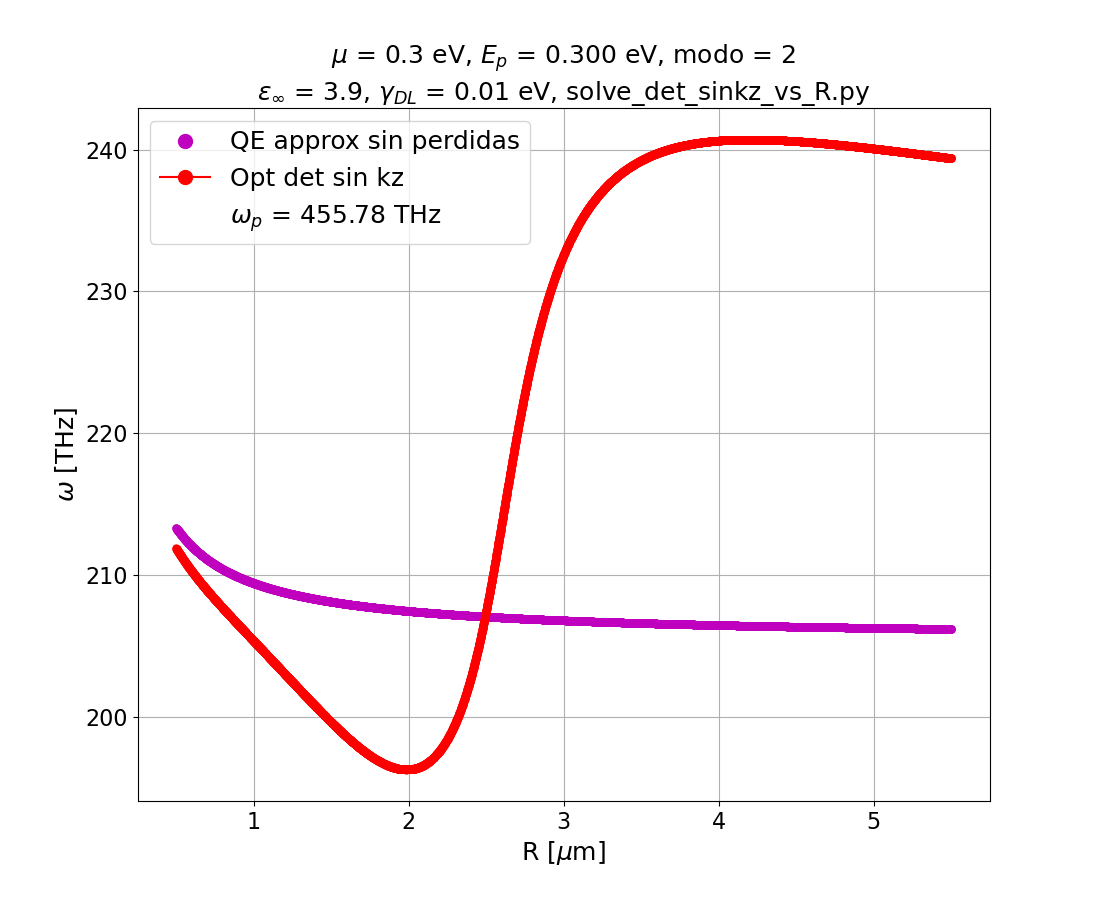 μ = 0.3 eV, E_p = 0.300 eV, modo = 2
ε_∞ = 3.9, γ_DL = 0.01 eV, solve_det_sinkz_vs_R.py
QE approx sin perdidas
Opt det sin kz
ω_p = 455.78 THz
240
230
220
210
200
ω [THz]
1 2 3 4 5
R [μm]